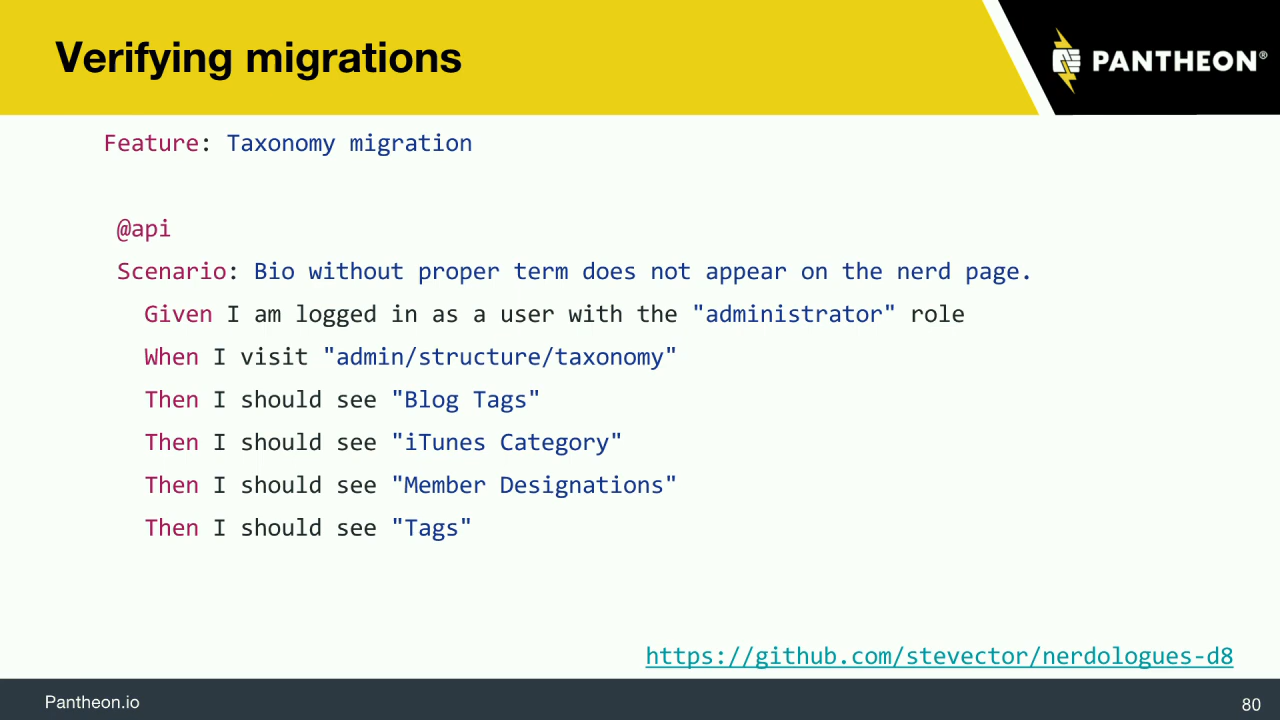 Verifying migrations
PANTHEON®
Feature: Taxonomy migration
@api
Scenario: Bio without proper term does not appear on the nerd page.
Given I am logged in as a user with the "administrator" role
When I visit "admin/structure/taxonomy"
Then I should see "Blog Tags"
Then I should see "iTunes Category"
Then I should see "Member Designations"
Then I should see "Tags"
https://github.com/stevector/nerdologues-d8
Pantheon.io
80